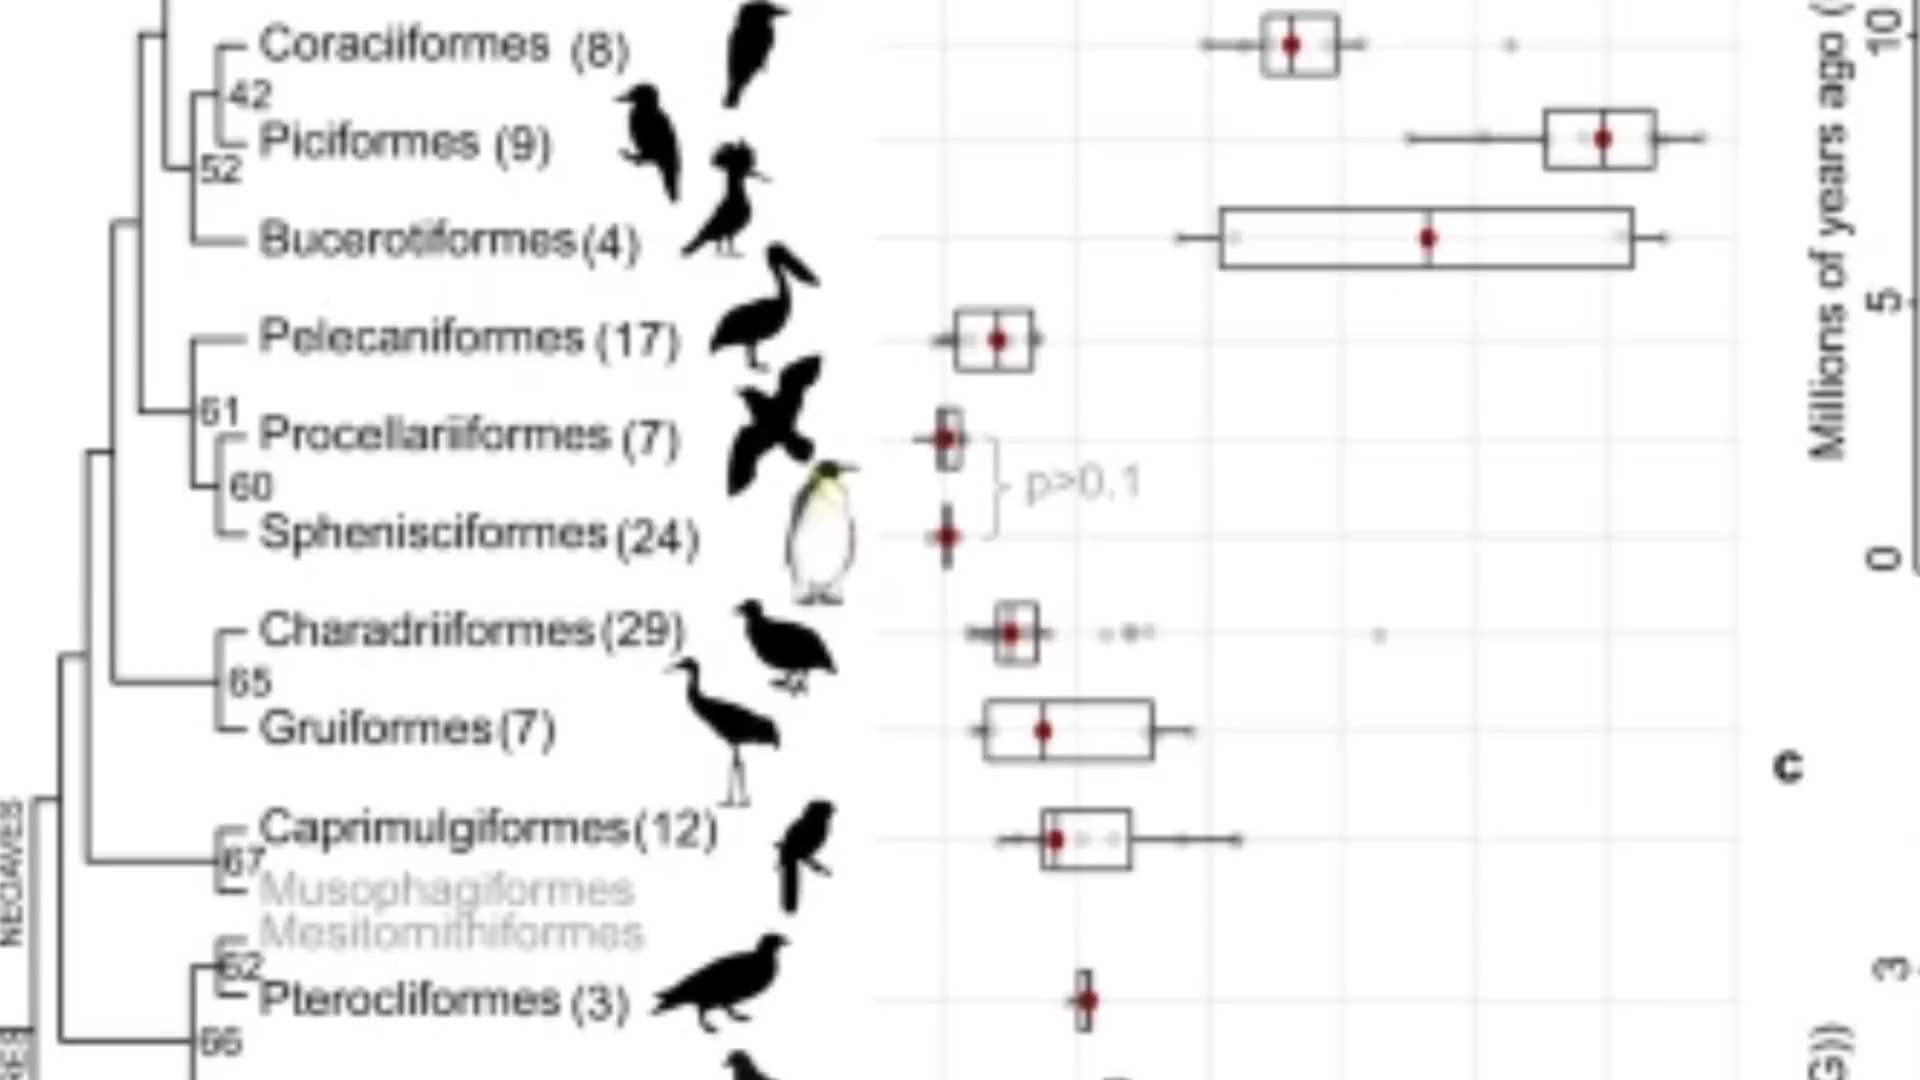 Coraciiformes (8)
42
Piciformes (9)
52
Bucerotiformes (4)
Pelecaniformes (17)
61
Procellariiformes (7)
60
p>0.1
Sphenisciformes (24)
Charadriiformes (29)
65
Gruiformes (7)
Caprimulgiformes (12)
67
Musophagiformes
Mesitornithiformes
62
Pterocliformes (3)
66
NEOAVES
Millions of years ago (
10
5
0
c
3
G))